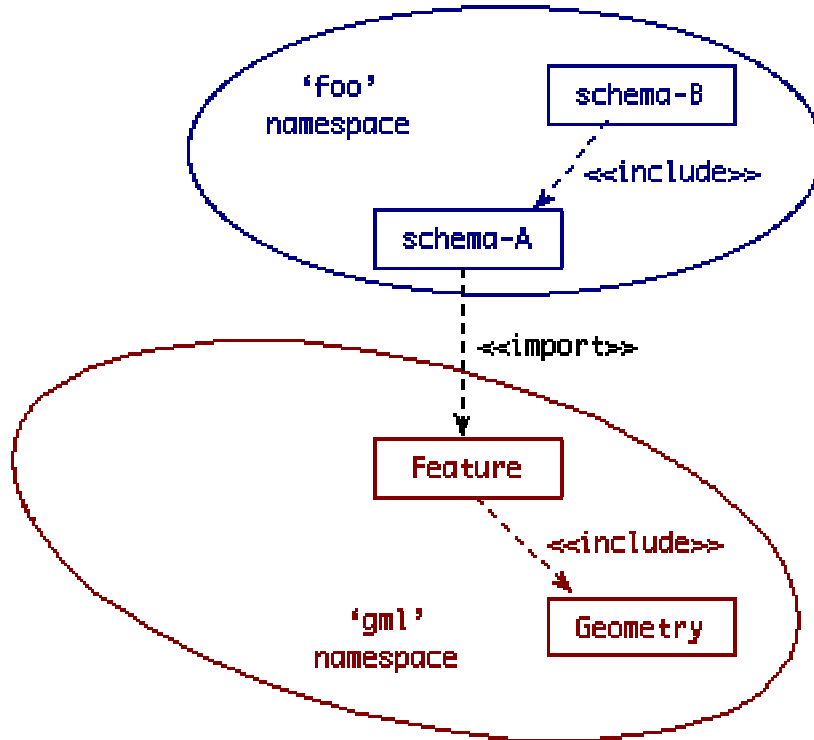 ‘foo’
namespace
schema-B
<<include>>
schema-A
<<import>>
Feature
<<include>>
Geometry
‘gml’
namespace